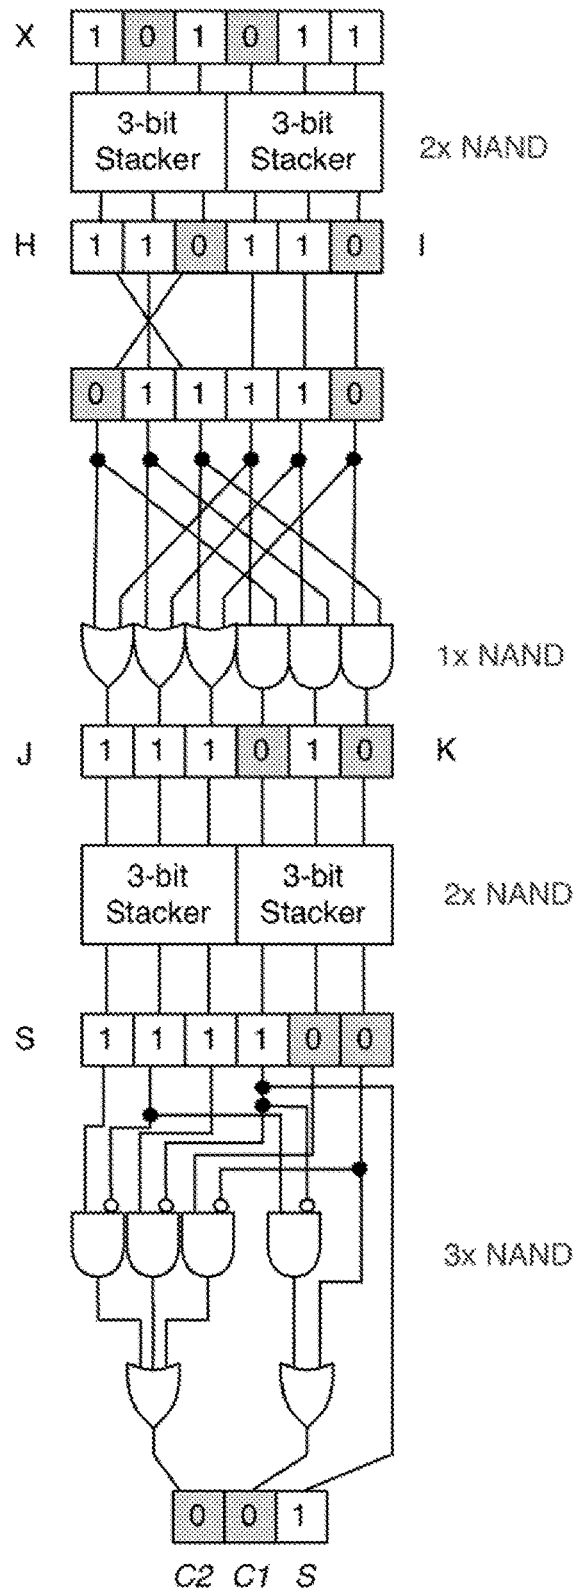 X 1 0 1 0 1 1
3-bit Stacker 3-bit Stacker 2x NAND
H 1 1 0 1 1 0 I
0 1 1 1 1 0
1x NAND
J 1 1 1 0 1 0 K
3-bit Stacker 3-bit Stacker 2x NAND
S 1 1 1 1 0 0
3x NAND
0 0 1
C2 C1 S